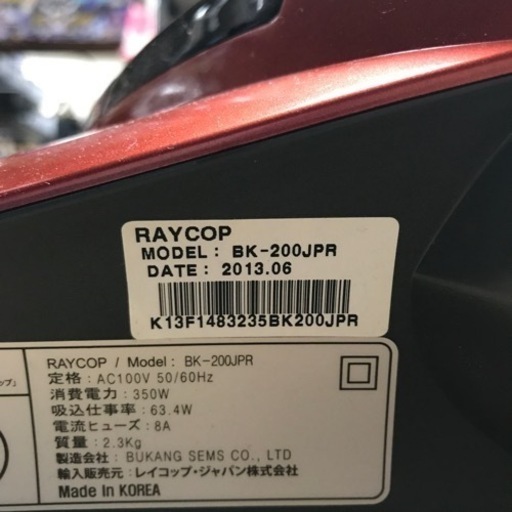 RAYCOP
MODEL: BK-200JPR
DATE: 2013.06
K13F1483235BK200JPR
RAYCOP / Model: BK-200JPR
定格: AC100V 50/60Hz
消費電力: 350W
吸込仕事率: 63.4W
電流ヒューズ: 8A
質量: 2.3Kg
製造会社: BUKANG SEMS CO., LTD
輸入販売元: レイコップ・ジャパン株式会社
Made In KOREA